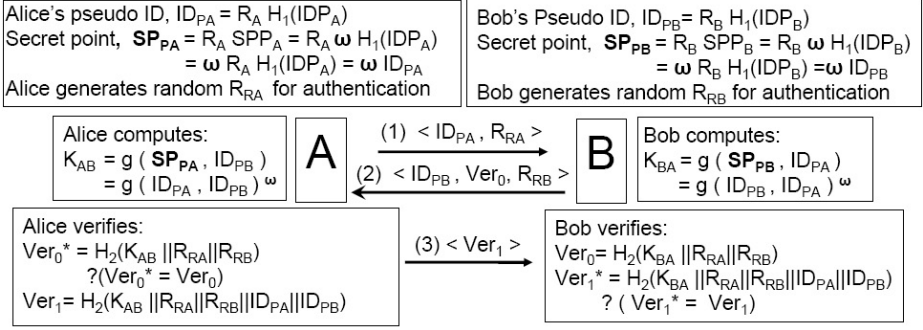 Alice's pseudo ID, ID_PA = R_A H_1(IDP_A)
Secret point, SP_PA = R_A SPP_A = R_A ω H_1(IDP_A)
= ω R_A H_1(IDP_A) = ω ID_PA
Alice generates random R_RA for authentication
Bob's Pseudo ID, ID_PB= R_B H_1(IDP_B)
Secret point, SP_PB = R_B SPP_B = R_B ω H_1(IDP_B)
= ω R_B H_1(IDP_B) =ω ID_PB
Bob generates random R_RB for authentication
Alice computes:
K_AB = g ( SP_PA , ID_PB )
= g ( ID_PA , ID_PB ) ^ω
A
(1) < ID_PA , R_RA >
(2) < ID_PB , Ver_0, R_RB >
B
Bob computes:
K_BA = g ( SP_PB , ID_PA )
= g ( ID_PB , ID_PA ) ^ω
Alice verifies:
Ver_0* = H_2(K_AB ||R_RA||R_RB)
?(Ver_0* = Ver_0)
Ver_1= H_2(K_AB ||R_RA||R_RB||ID_PA||ID_PB)
(3) < Ver_1 >
Bob verifies:
Ver_0= H_2(K_BA ||R_RA||R_RB)
Ver_1* = H_2(K_BA ||R_RA||R_RB||ID_PA||ID_PB)
? ( Ver_1* = Ver_1)